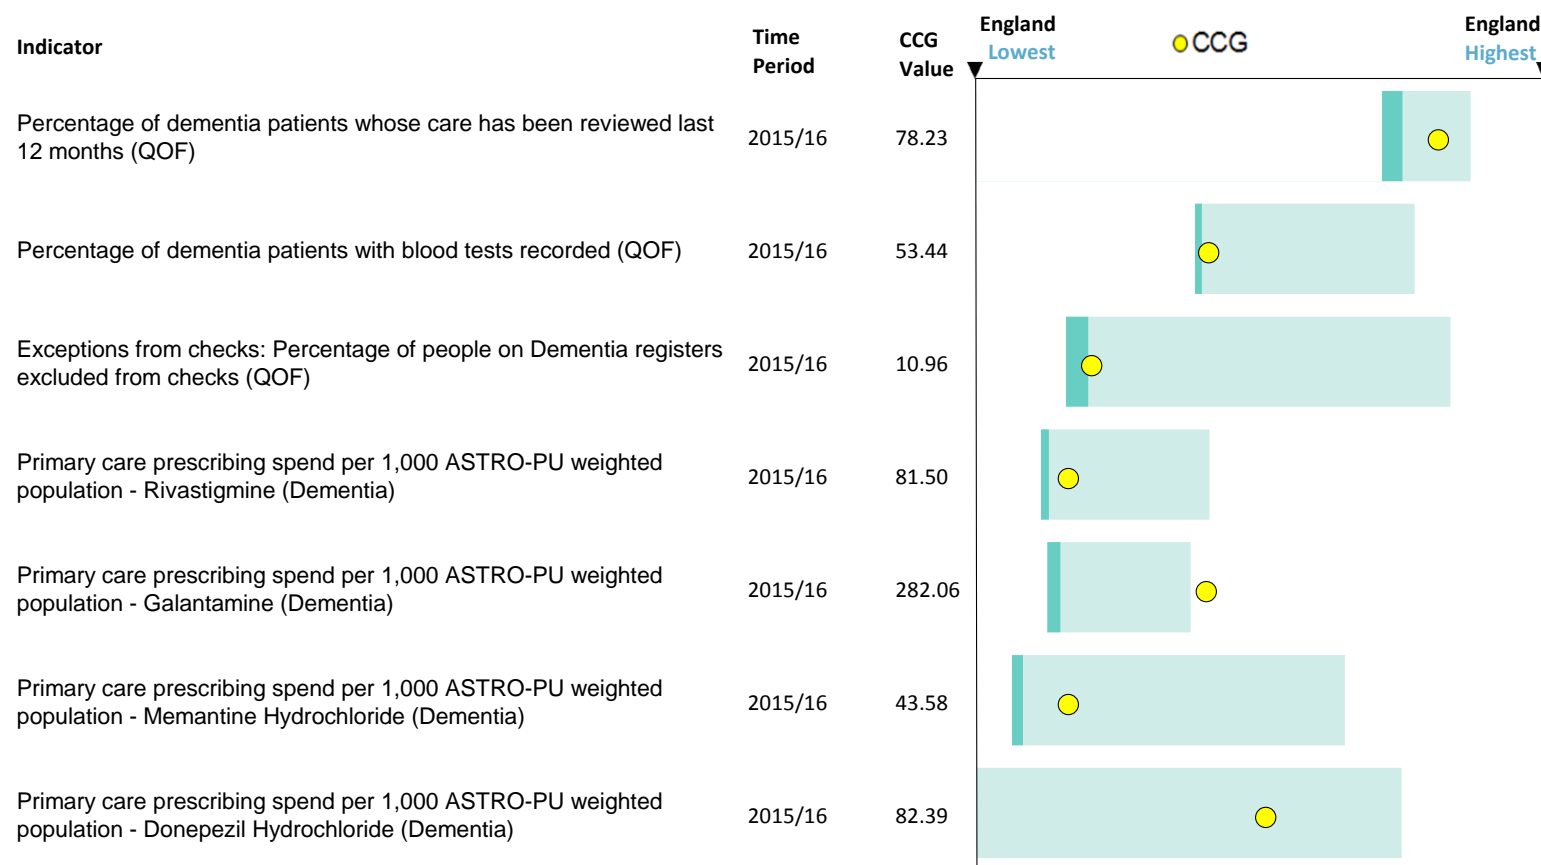 Indicator
Time
Period
CCG
Value
England
Lowest
CCG
England
Highest
Percentage of dementia patients whose care has been reviewed last
12 months (QOF)
2015/16
78.23
Percentage of dementia patients with blood tests recorded (QOF)
2015/16
53.44
Exceptions from checks: Percentage of people on Dementia registers
excluded from checks (QOF)
2015/16
10.96
Primary care prescribing spend per 1,000 ASTRO-PU weighted
population - Rivastigmine (Dementia)
2015/16
81.50
Primary care prescribing spend per 1,000 ASTRO-PU weighted
population - Galantamine (Dementia)
2015/16
282.06
Primary care prescribing spend per 1,000 ASTRO-PU weighted
population - Memantine Hydrochloride (Dementia)
2015/16
43.58
Primary care prescribing spend per 1,000 ASTRO-PU weighted
population - Donepezil Hydrochloride (Dementia)
2015/16
82.39